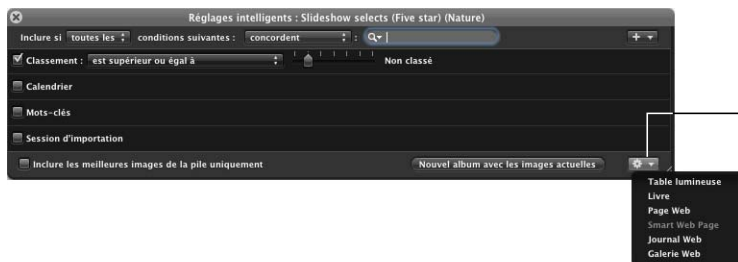 Réglages intelligents : Slideshow selects (Five star) (Nature)
Inclure si toutes les conditions suivantes : concordent :
Classement : est supérieur ou égal à Non classé
Calendrier
Mots-clés
Session d'importation
Inclure les meilleures images de la pile uniquement Nouvel album avec les images actuelles
Table lumineuse
Livre
Page Web
Smart Web Page
Journal Web
Galerie Web